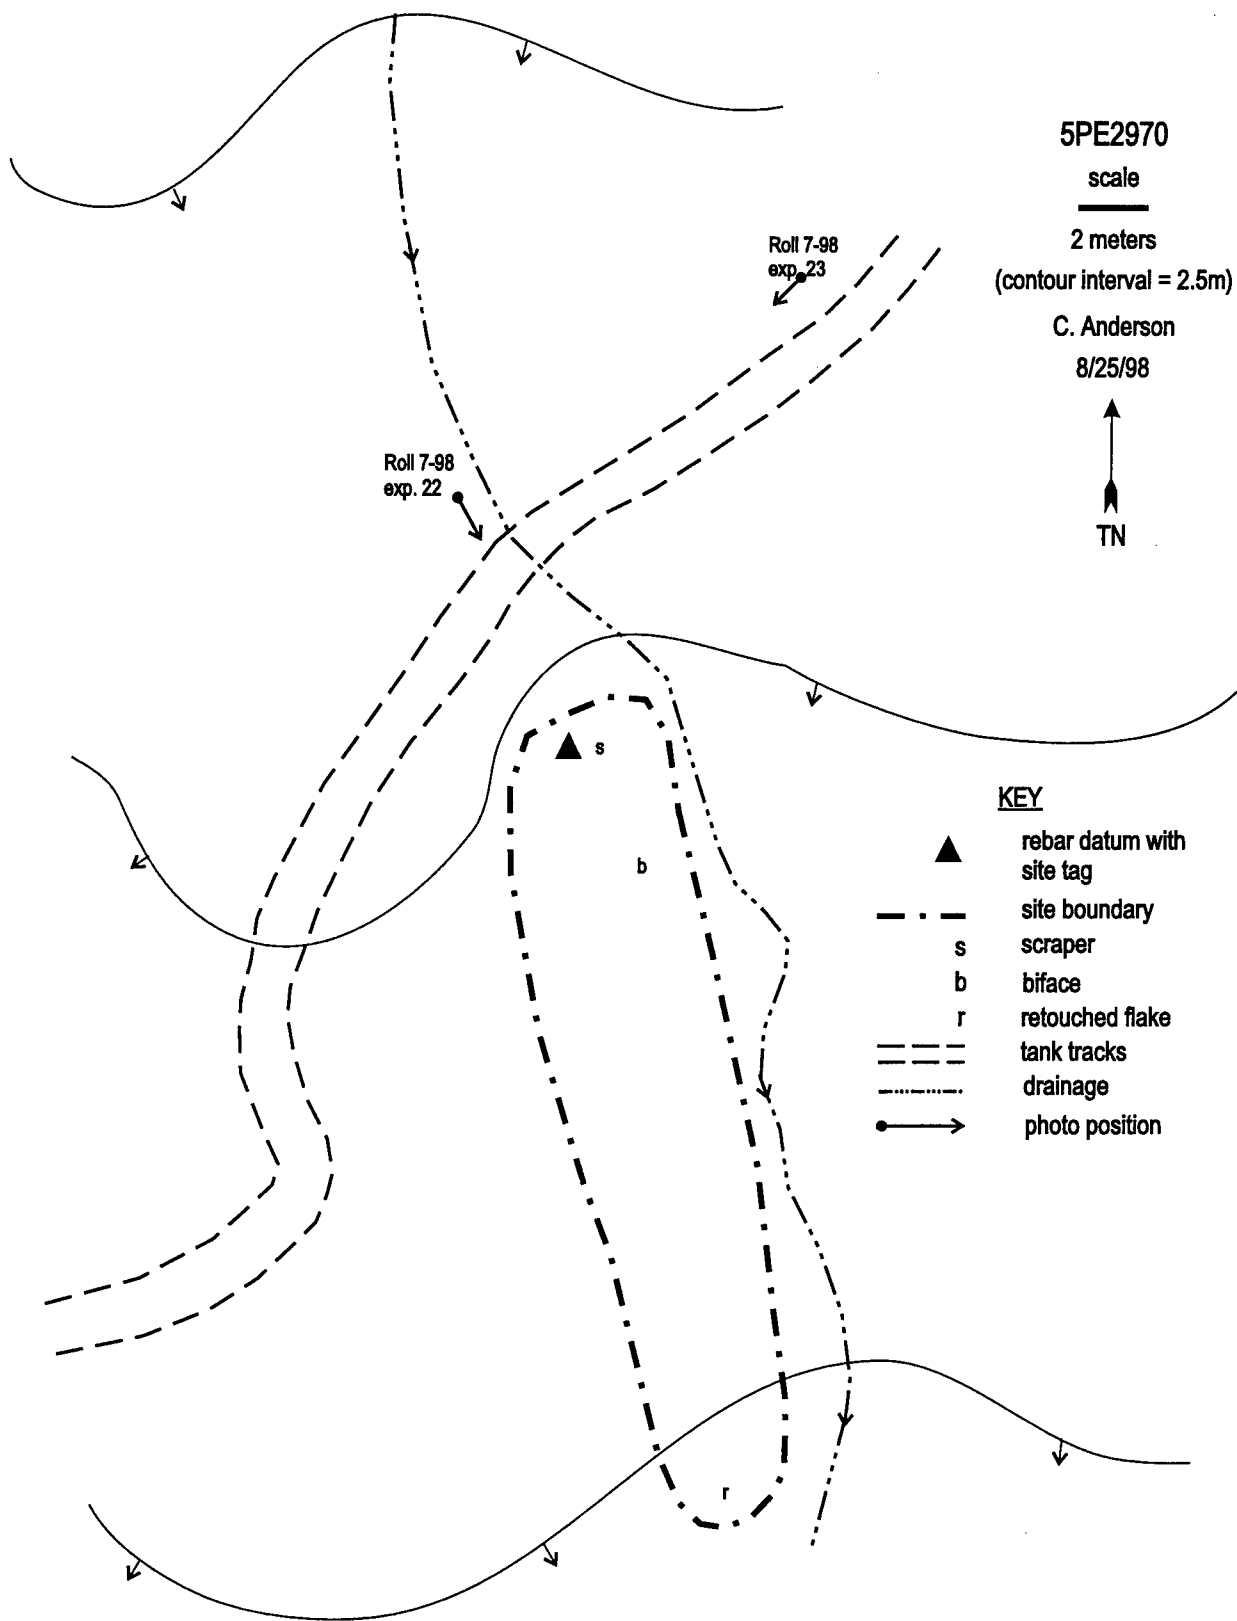 5PE2970
scale
2 meters
(contour interval = 2.5m)
C. Anderson
8/25/98
TN
Roll 7-98
exp. 23
Roll 7-98
exp. 22
s
b
r
KEY
rebar datum with
site tag
site boundary
s scraper
b biface
r retouched flake
tank tracks
drainage
photo position